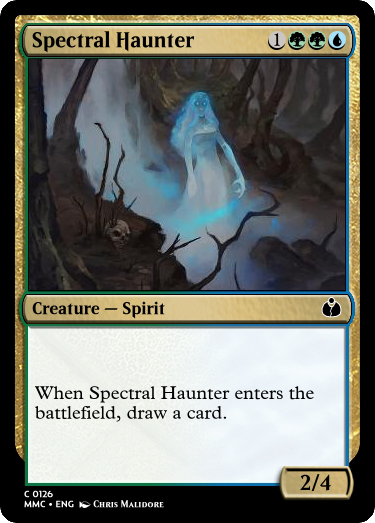 Spectral Haunter 1
Creature — Spirit
When Spectral Haunter enters the
battlefield, draw a card.
2/4
C 0126
MMC • ENG Chris Malidore